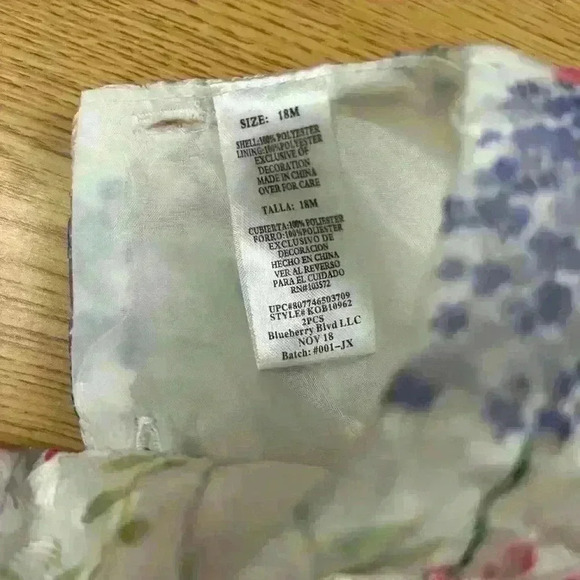 SIZE: 18M
SHELL:100% POLYESTER
LINING:100%POLYESTER
EXCLUSIVE OF
DECORATION
MADE IN CHINA
OVER FOR CARE
TALLA: 18M
CUBIERTA:100% POLIESTER
FORRO:100%POLIESTER
EXCLUSIVO DE
DECORACION
HECHO EN CHINA
VER AL REVERSO
PARA EL CUIDADO
RN#103572
UPC#807746503709
STYLE# KOB10962
2PCS
Blueberry Blvd LLC
NOV 18
Batch: #001-JX